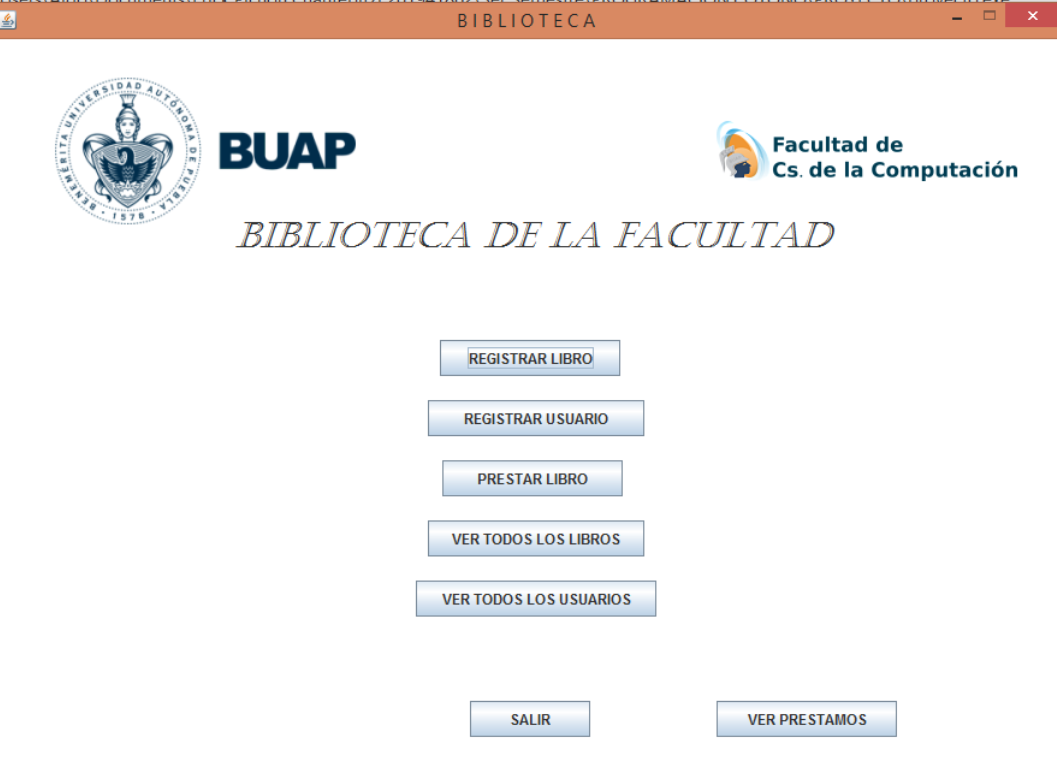 BIBLIOTECA
BENEMÉRITA UNIVERSIDAD AUTÓNOMA DE PUEBLA
· 1578 ·
BUAP
Facultad de
Cs. de la Computación
BIBLIOTECA DE LA FACULTAD
REGISTRAR LIBRO
REGISTRAR USUARIO
PRESTAR LIBRO
VER TODOS LOS LIBROS
VER TODOS LOS USUARIOS
SALIR
VER PRESTAMOS